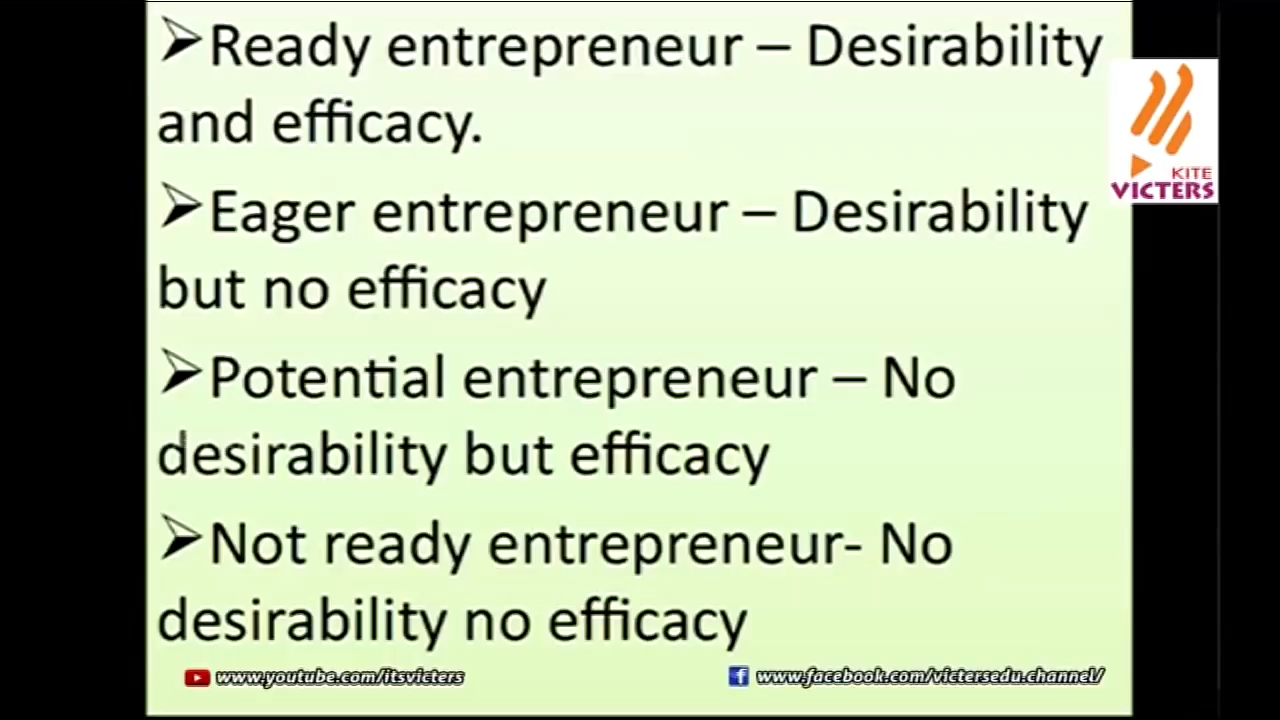 ➢Ready entrepreneur – Desirability
and efficacy.
➢Eager entrepreneur – Desirability
but no efficacy
➢Potential entrepreneur – No
desirability but efficacy
➢Not ready entrepreneur- No
desirability no efficacy
KITE
VICTERS
www.youtube.com/itsvicters
www.facebook.com/victersedu.channel/